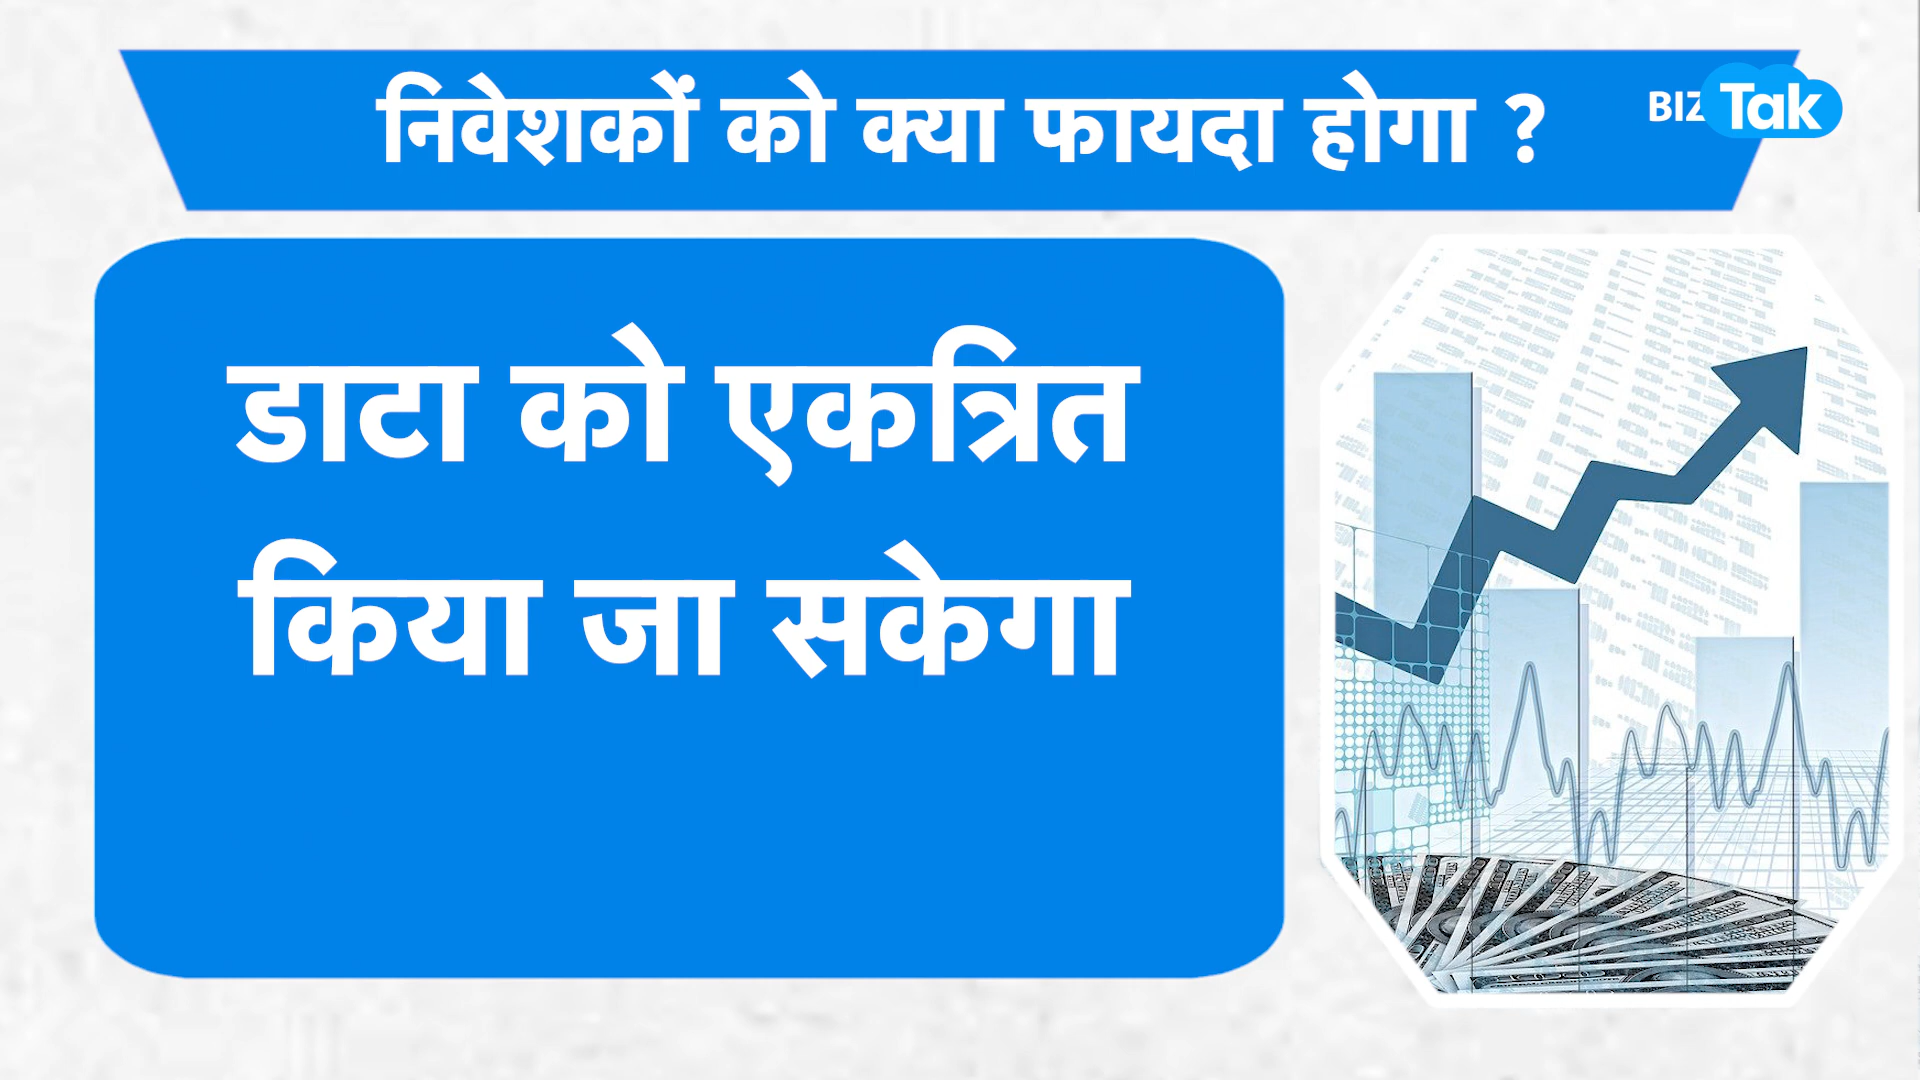 निवेशकों को क्या फायदा होगा ?
BIZ Tak
डाटा को एकत्रित
किया जा सकेगा